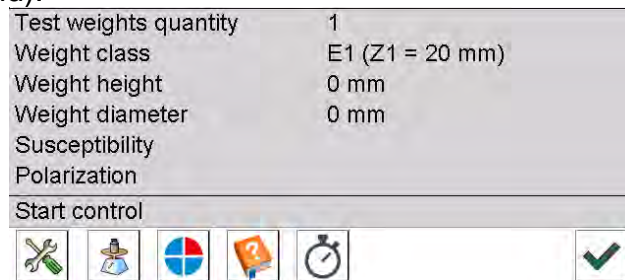 Test weights quantity 1
Weight class E1 (Z1 = 20 mm)
Weight height 0 mm
Weight diameter 0 mm
Susceptibility
Polarization
Start control
?